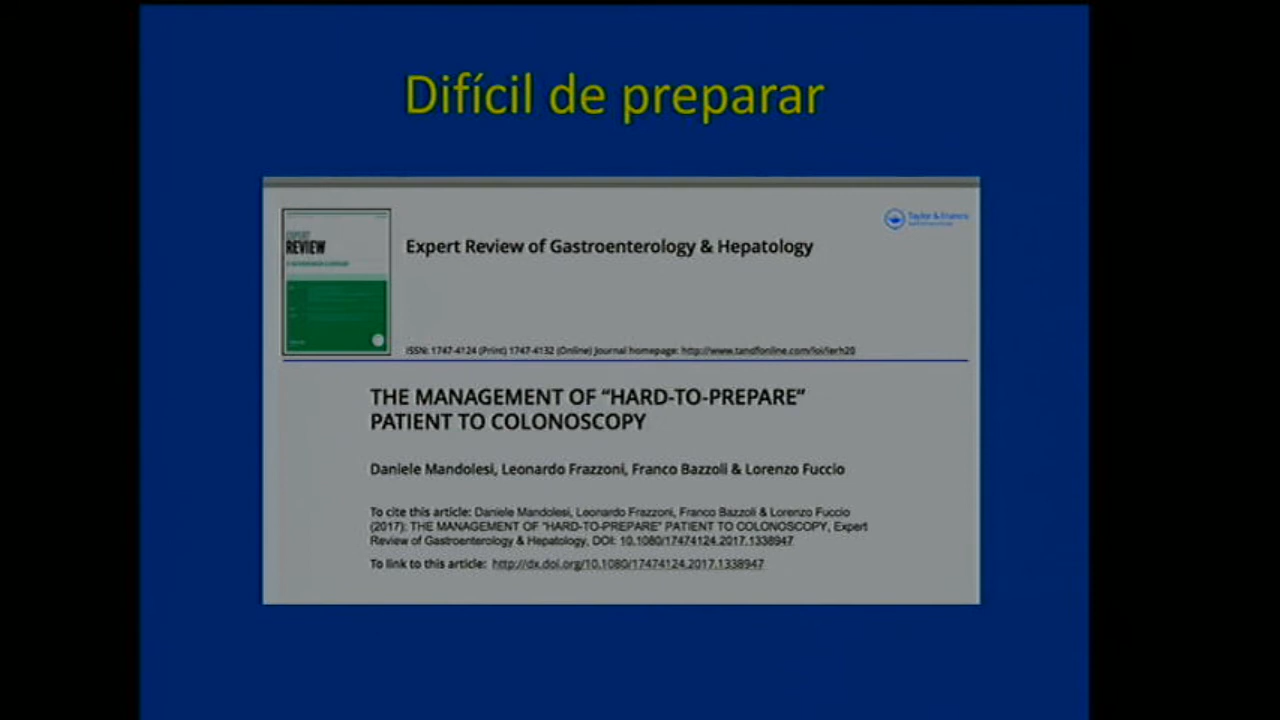 Difícil de preparar
Taylor & Francis
EXPERT
REVIEW
Expert Review of Gastroenterology & Hepatology
ISSN: 1747-4124 (Print) 1747-4132 (Online) Journal homepage: http://www.tandfonline.com/loi/ierh20
THE MANAGEMENT OF “HARD-TO-PREPARE”
PATIENT TO COLONOSCOPY
Daniele Mandolesi, Leonardo Frazzoni, Franco Bazzoli & Lorenzo Fuccio
To cite this article: Daniele Mandolesi, Leonardo Frazzoni, Franco Bazzoli & Lorenzo Fuccio
(2017): THE MANAGEMENT OF “HARD-TO-PREPARE” PATIENT TO COLONOSCOPY, Expert
Review of Gastroenterology & Hepatology, DOI: 10.1080/17474124.2017.1338947
To link to this article: http://dx.doi.org/10.1080/17474124.2017.1338947